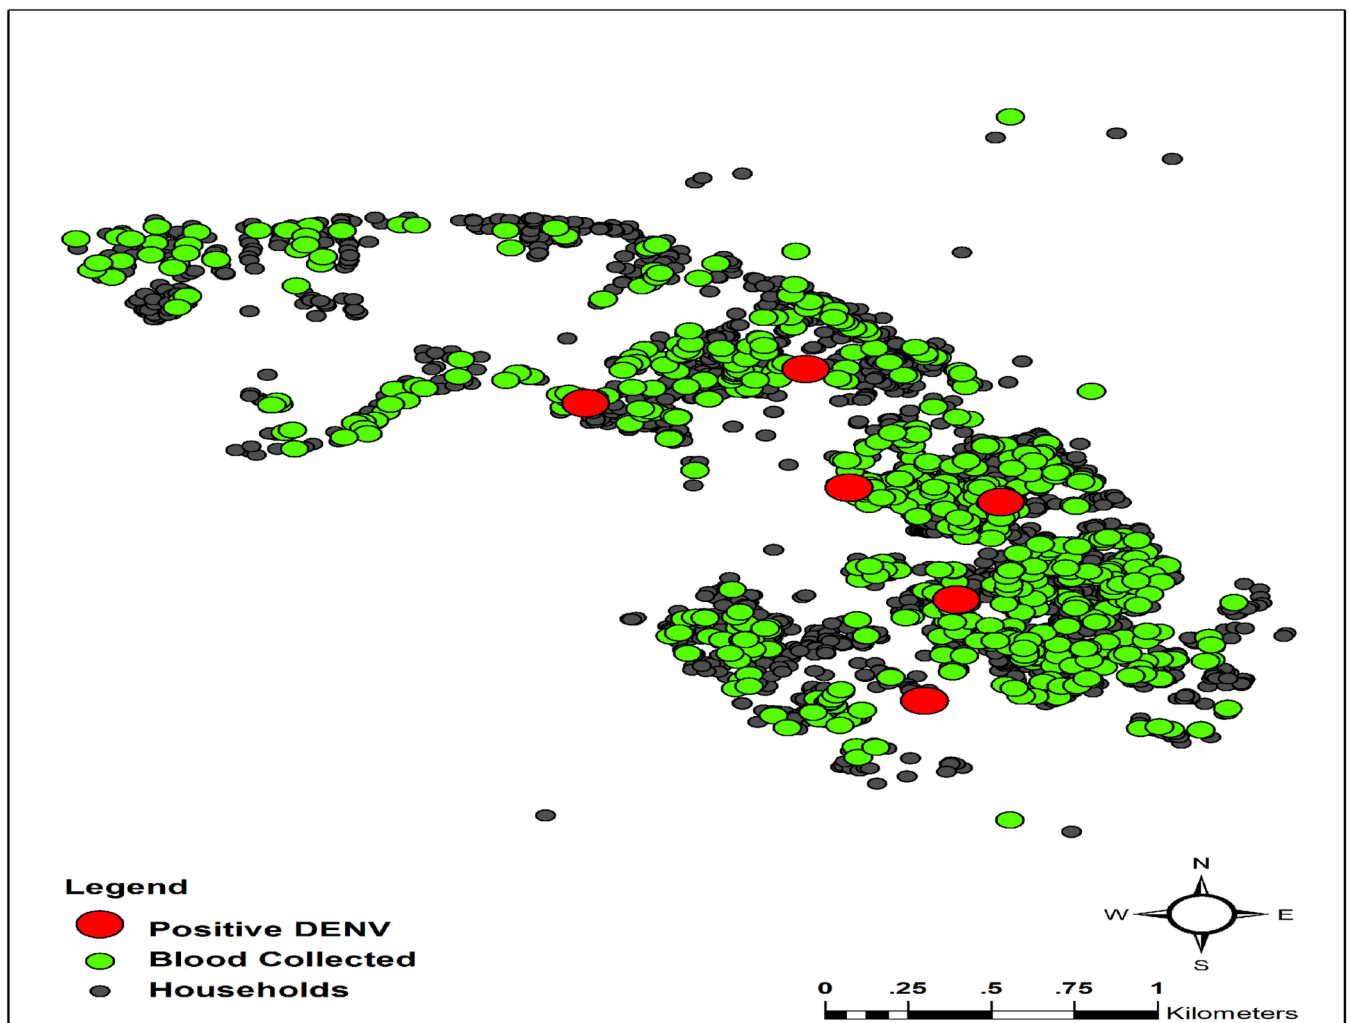 N
W E
S
Legend
Positive DENV
Blood Collected
Households
0 .25 .5 .75 1
Kilometers